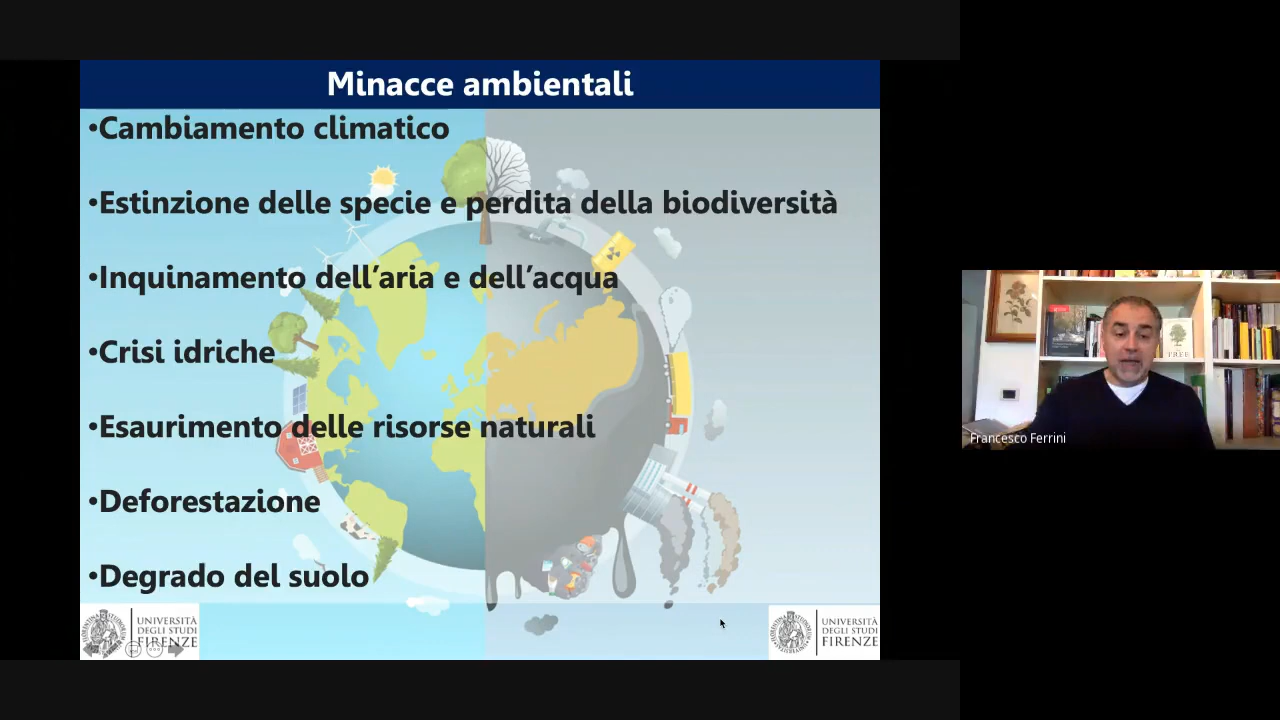 Minacce ambientali
•Cambiamento climatico
•Estinzione delle specie e perdita della biodiversità
•Inquinamento dell’aria e dell’acqua
•Crisi idriche
•Esaurimento delle risorse naturali
•Deforestazione
•Degrado del suolo
UNIVERSITÀ
DEGLI STUDI
FIRENZE
UNIVERSITÀ
DEGLI STUDI
FIRENZE
TREE
Francesco Ferrini